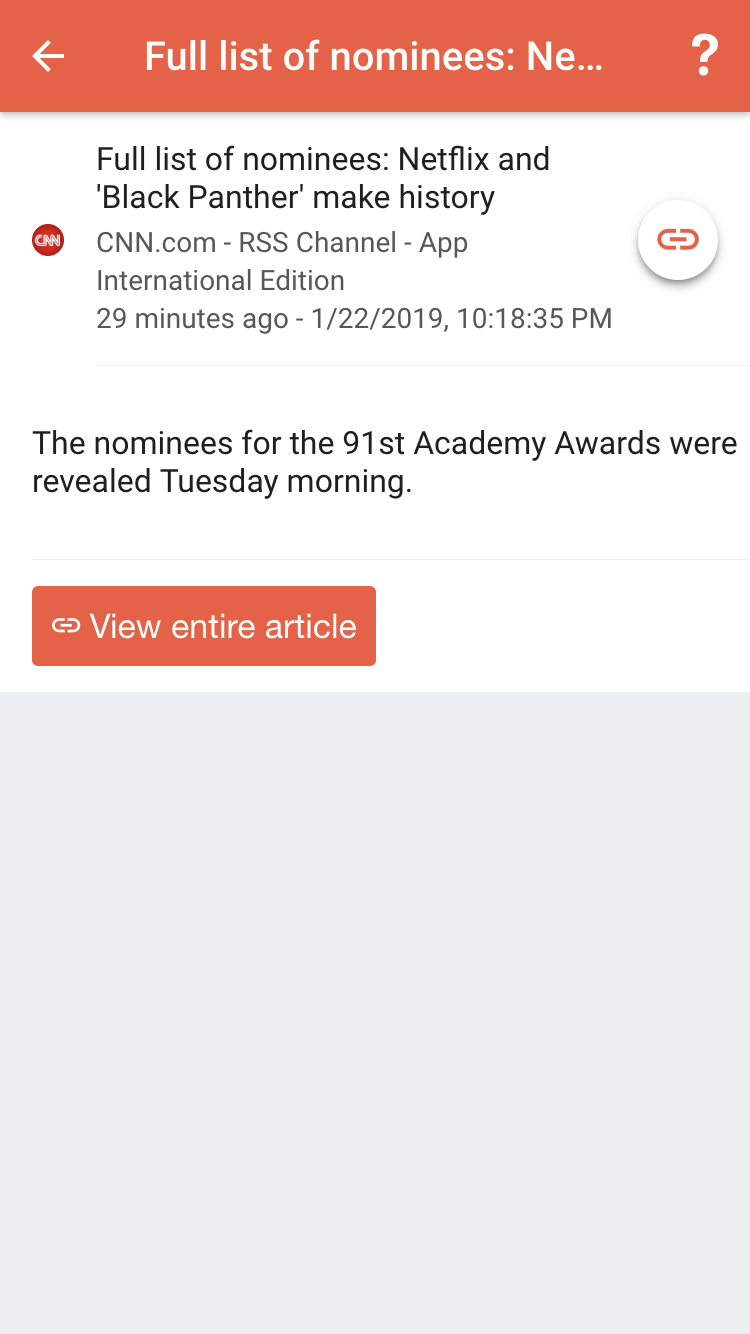 Full list of nominees: Ne...
?
Full list of nominees: Netflix and
'Black Panther' make history
CNN
CNN.com - RSS Channel - App
International Edition
29 minutes ago - 1/22/2019, 10:18:35 PM
The nominees for the 91st Academy Awards were
revealed Tuesday morning.
View entire article